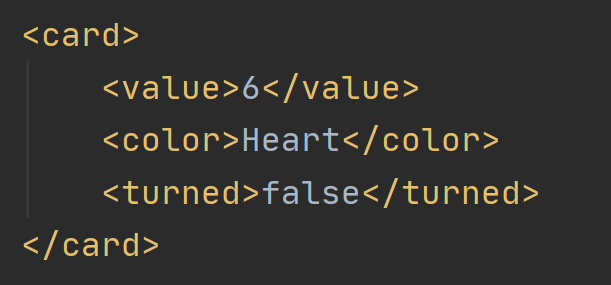 <card>
    <value>6</value>
    <color>Heart</color>
    <turned>false</turned>
</card>